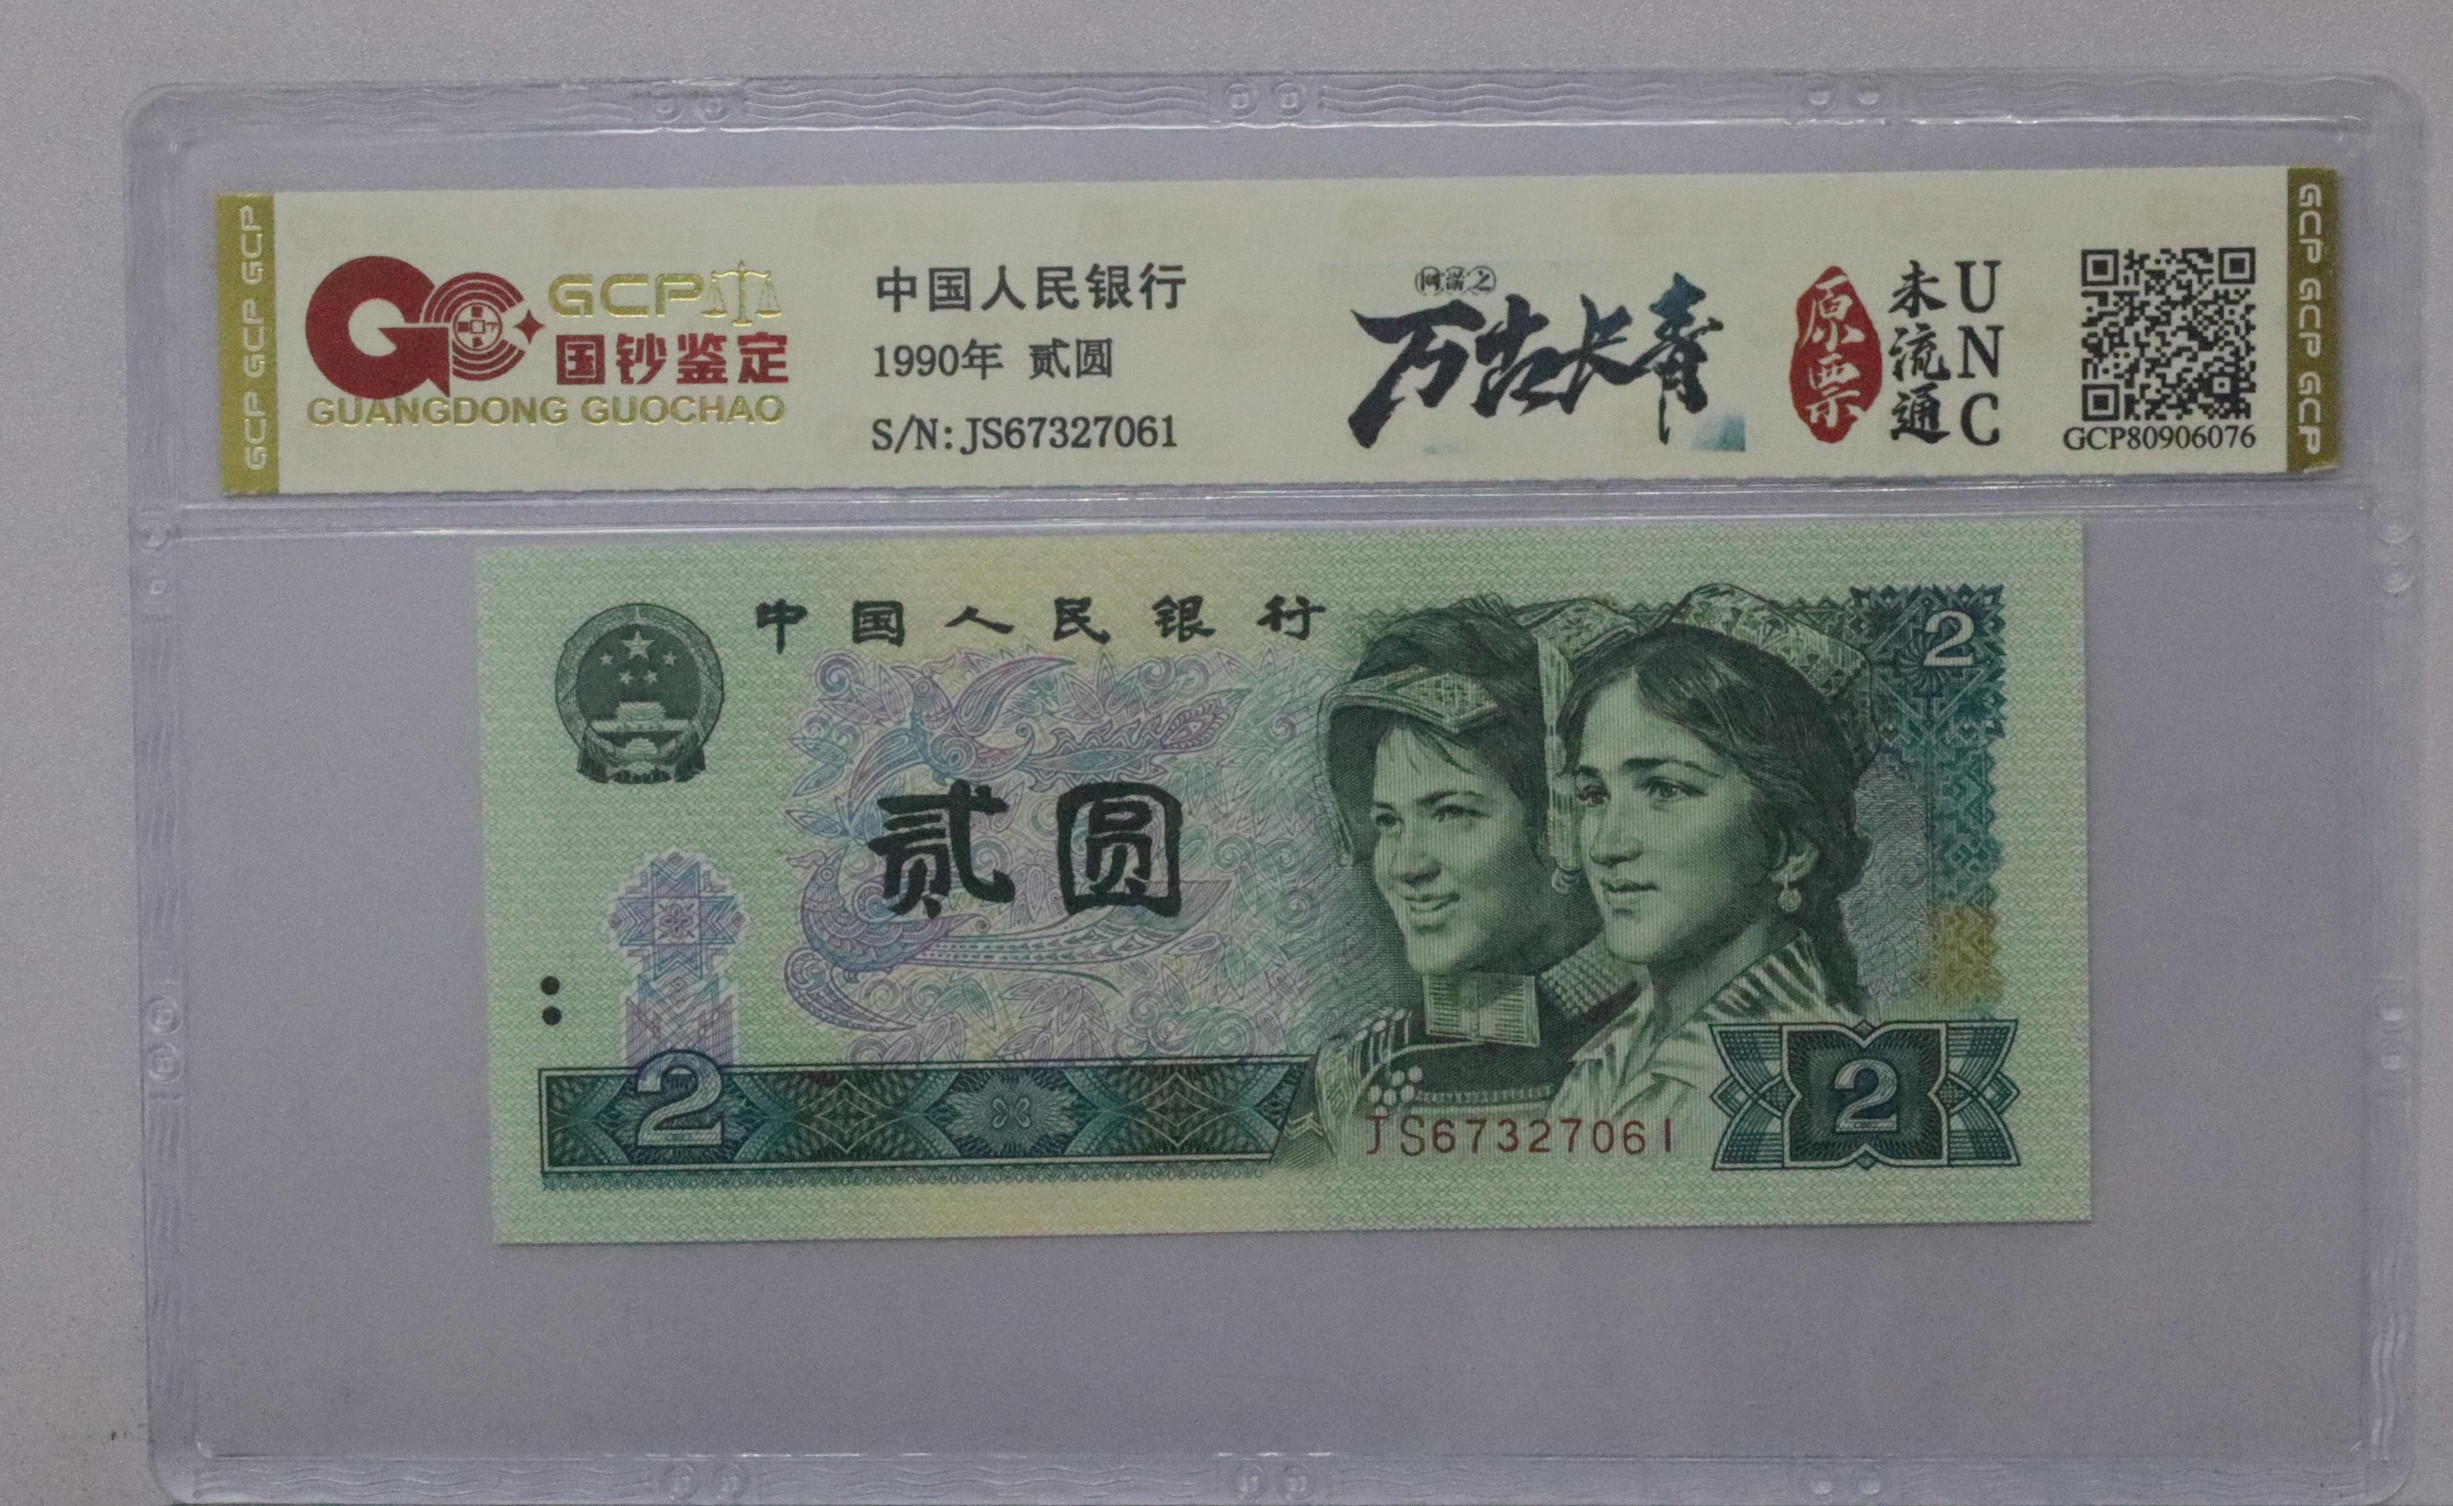 GCP GCP GCP
GCP
国钞鉴定
GUANGDONG GUOCHAO
中国人民银行
1990年 贰圆
S/N: JS67327061
万古长青
原票
未流通
UNC
GCP80906076
GCP GCP GCP
中国人民银行
2
贰圆
2
JS67327061
2